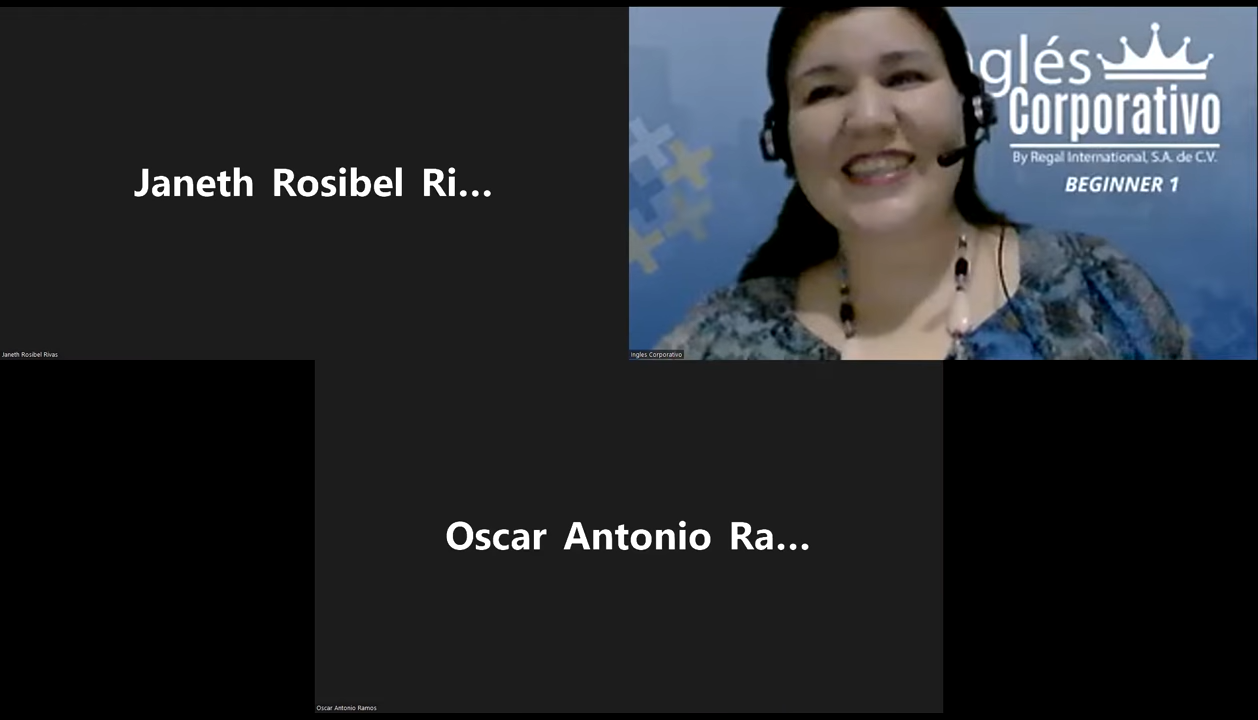 Janeth Rosibel Ri...
Janeth Rosibel Rivas
nglés
Corporativo
By Regal International, S.A. de C.V.
BEGINNER 1
Ingles Corporativo
Oscar Antonio Ra...
Oscar Antonio Ramos